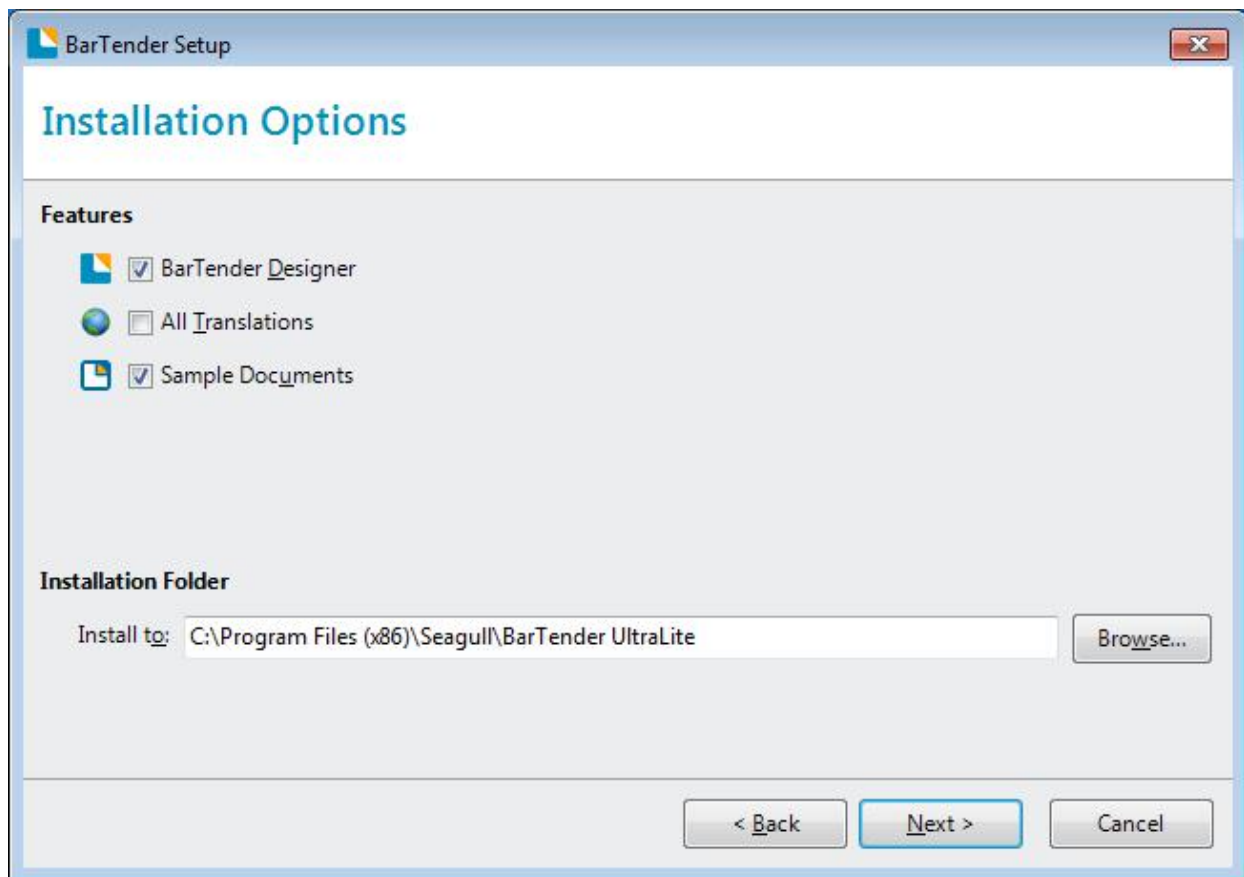 BarTender Setup
Installation Options
Features
BarTender Designer
All Translations
Sample Documents
Installation Folder
Install to: C:\Program Files (x86)\Seagull\BarTender UltraLite Browse...
< Back Next > Cancel